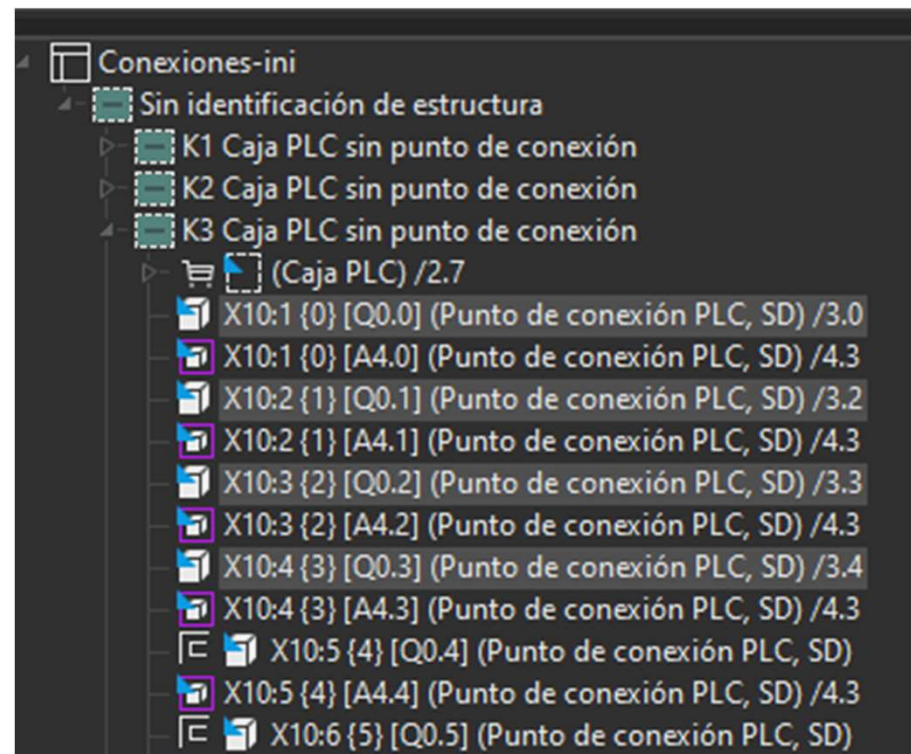 Conexiones-ini
Sin identificación de estructura
K1 Caja PLC sin punto de conexión
K2 Caja PLC sin punto de conexión
K3 Caja PLC sin punto de conexión
(Caja PLC) /2.7
X10:1 {0} [Q0.0] (Punto de conexión PLC, SD) /3.0
X10:1 {0} [A4.0] (Punto de conexión PLC, SD) /4.3
X10:2 {1} [Q0.1] (Punto de conexión PLC, SD) /3.2
X10:2 {1} [A4.1] (Punto de conexión PLC, SD) /4.3
X10:3 {2} [Q0.2] (Punto de conexión PLC, SD) /3.3
X10:3 {2} [A4.2] (Punto de conexión PLC, SD) /4.3
X10:4 {3} [Q0.3] (Punto de conexión PLC, SD) /3.4
X10:4 {3} [A4.3] (Punto de conexión PLC, SD) /4.3
X10:5 {4} [Q0.4] (Punto de conexión PLC, SD)
X10:5 {4} [A4.4] (Punto de conexión PLC, SD) /4.3
X10:6 {5} [Q0.5] (Punto de conexión PLC, SD)